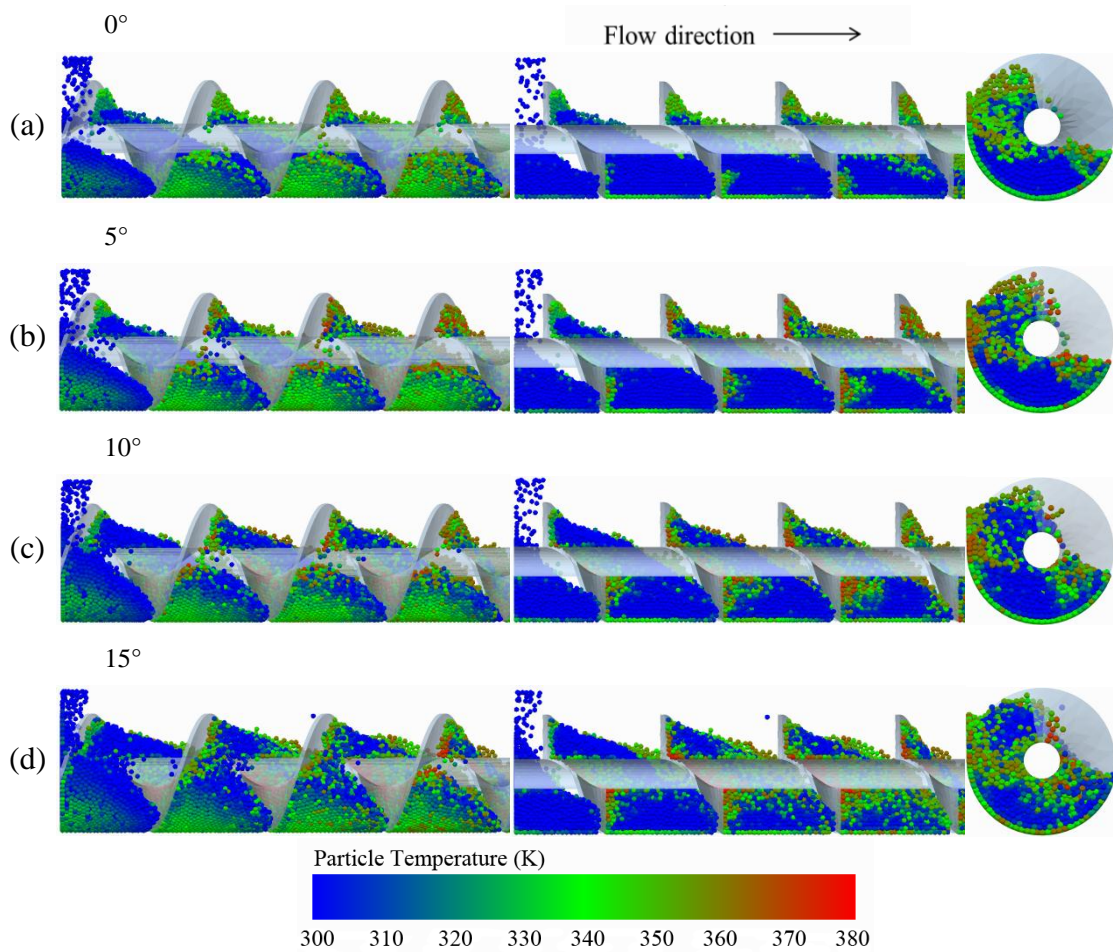 0°
Flow direction
(a)
5°
(b)
10°
(c)
15°
(d)
Particle Temperature (K)
300 310 320 330 340 350 360 370 380